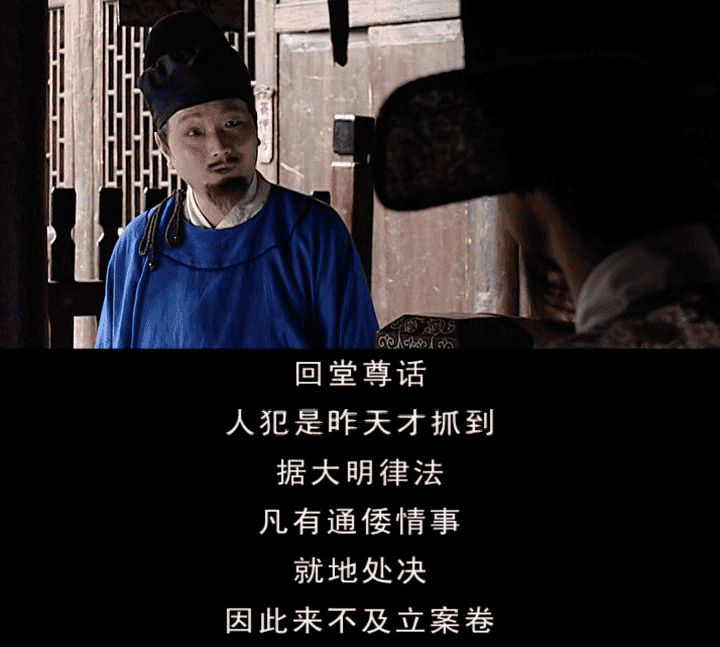 回堂尊话
人犯是昨天才抓到
据大明律法
凡有通倭情事
就地处决
因此来不及立案卷